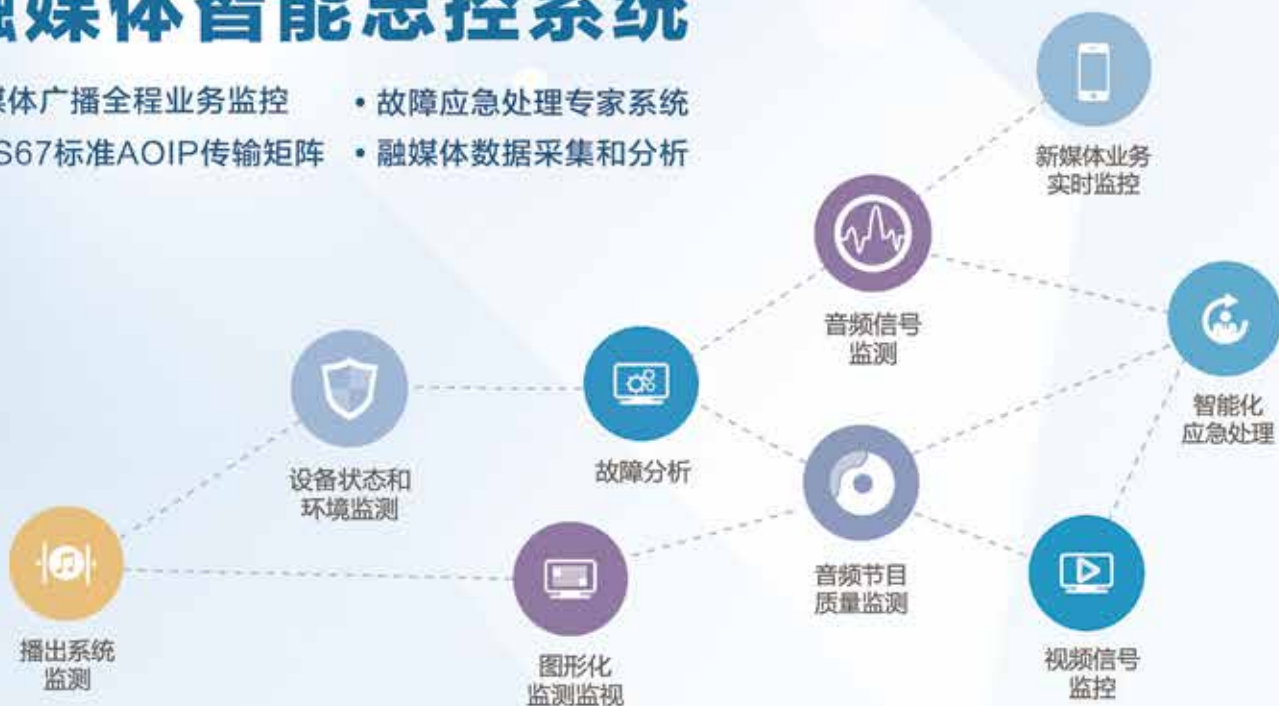 融媒体智能总控系统
媒体广播全程业务监控 • 故障应急处理专家系统
S67标准AOIP传输矩阵 • 融媒体数据采集和分析
新媒体业务
实时监控
音频信号
监测
智能化
应急处理
设备状态和
环境监测
故障分析
音频节目
质量监测
播出系统
监测
图形化
监测监视
视频信号
监控